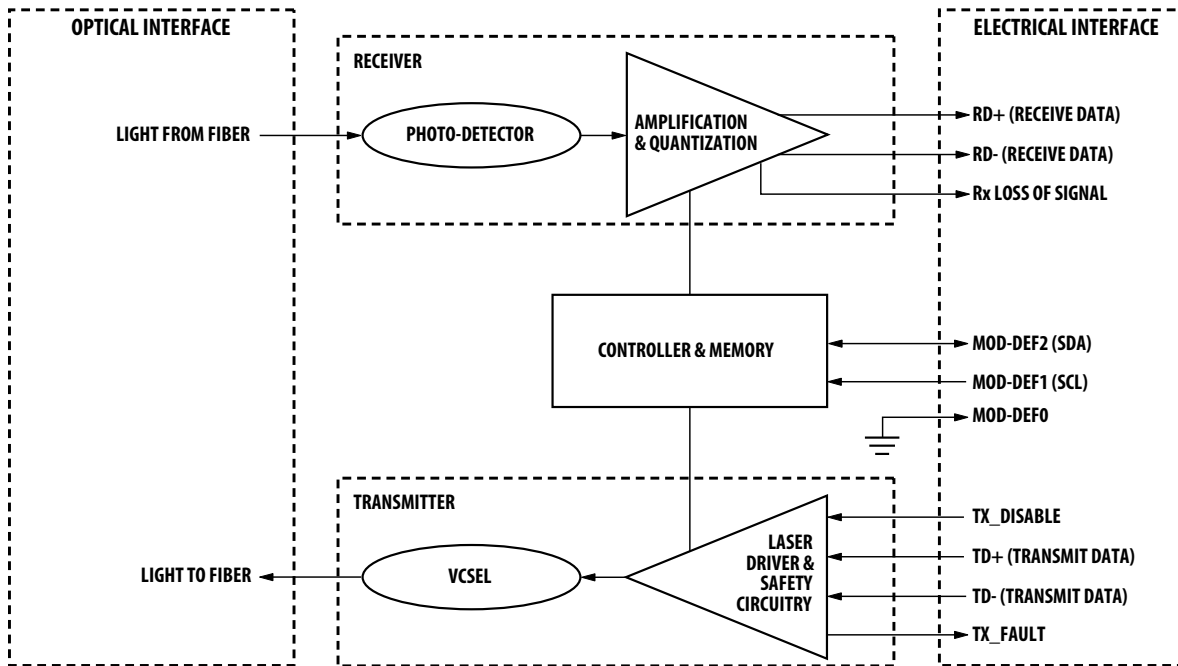 OPTICAL INTERFACE
ELECTRICAL INTERFACE
RECEIVER
LIGHT FROM FIBER
PHOTO-DETECTOR
AMPLIFICATION
& QUANTIZATION
RD+ (RECEIVE DATA)
RD- (RECEIVE DATA)
Rx LOSS OF SIGNAL
CONTROLLER & MEMORY
MOD-DEF2 (SDA)
MOD-DEF1 (SCL)
MOD-DEF0
TRANSMITTER
LIGHT TO FIBER
VCSEL
LASER
DRIVER &
SAFETY
CIRCUITRY
TX_DISABLE
TD+ (TRANSMIT DATA)
TD- (TRANSMIT DATA)
TX_FAULT